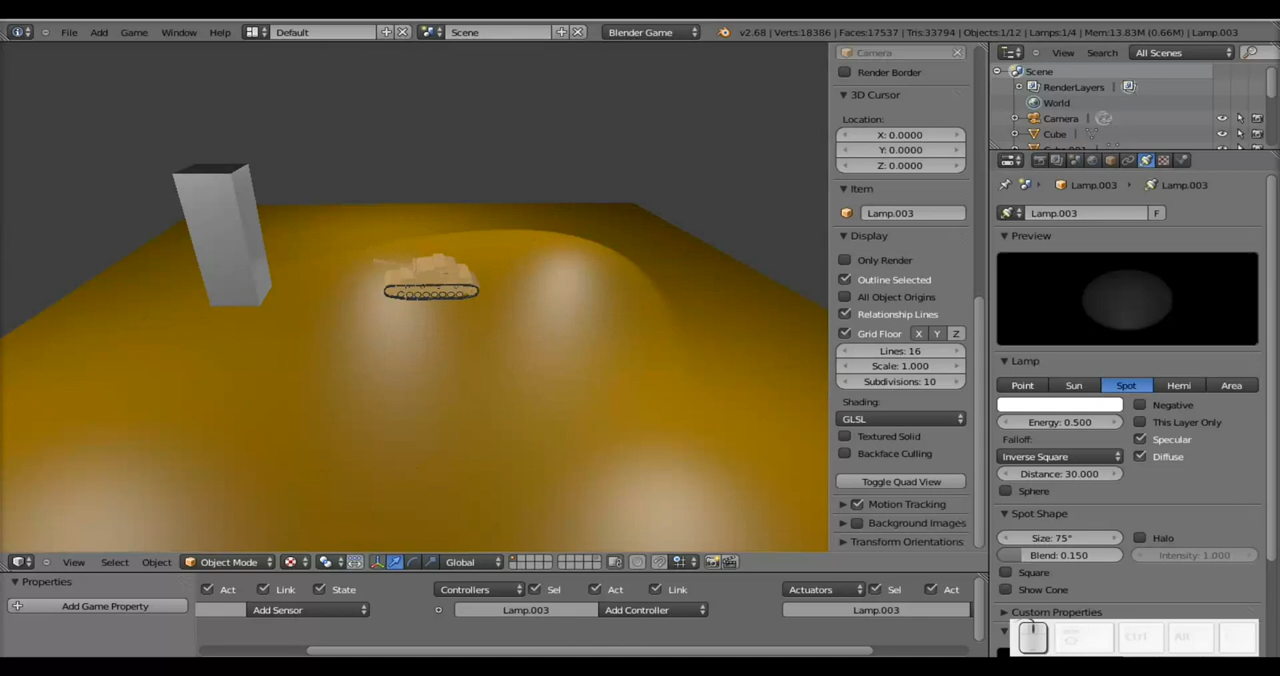 File Add Game Window Help Default Scene Blender Game v2.68 | Verts:18386 | Faces:17537 | Tris:33794 | Objects:1/12 | Lamps:1/4 | Mem:13.83M (0.66M) | Lamp.003
Camera
Render Border
3D Cursor
Location:
X: 0.0000
Y: 0.0000
Z: 0.0000
Item
Lamp.003
Display
Only Render
Outline Selected
All Object Origins
Relationship Lines
Grid Floor X Y Z
Lines: 16
Scale: 1.000
Subdivisions: 10
Shading:
GLSL
Textured Solid
Backface Culling
Toggle Quad View
Motion Tracking
Background Images
Transform Orientations
View Search All Scenes
Scene
RenderLayers
World
Camera
Cube
Lamp.003 Lamp.003
Lamp.003 F
Preview
Lamp
Point Sun Spot Hemi Area
Negative
Energy: 0.500 This Layer Only
Falloff: Specular
Inverse Square Diffuse
Distance: 30.000
Sphere
Spot Shape
Size: 75° Halo
Blend: 0.150 Intensity: 1.000
Square
Show Cone
Custom Properties
Ctrl Alt
View Select Object Object Mode Global
Properties
Add Game Property
Act Link State Controllers Sel Act Link Actuators Sel Act
Add Sensor Lamp.003 Add Controller Lamp.003